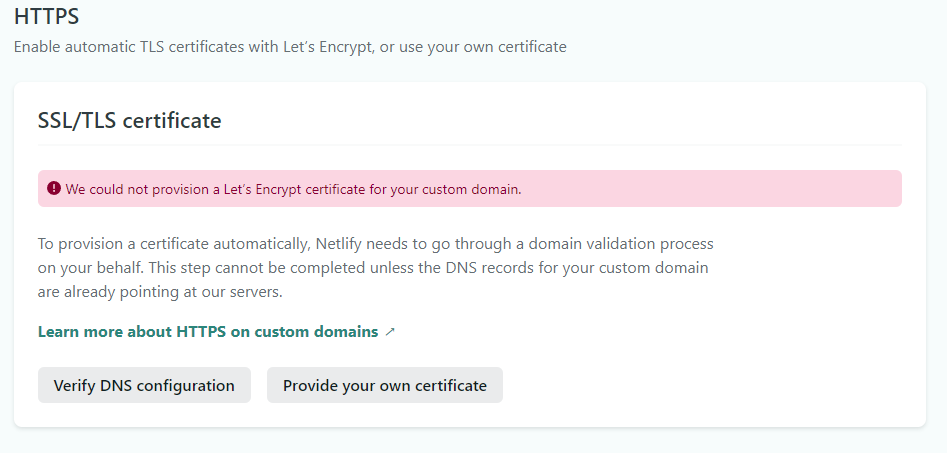 HTTPS
Enable automatic TLS certificates with Let's Encrypt, or use your own certificate
SSL/TLS certificate
We could not provision a Let's Encrypt certificate for your custom domain.
To provision a certificate automatically, Netlify needs to go through a domain validation process
on your behalf. This step cannot be completed unless the DNS records for your custom domain
are already pointing at our servers.
Learn more about HTTPS on custom domains ↗
Verify DNS configuration
Provide your own certificate